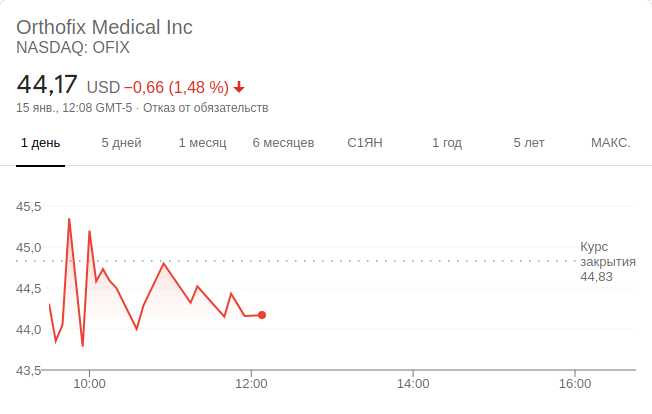 Orthofix Medical Inc
NASDAQ: OFIX
44,17 USD −0,66 (1,48 %)
15 янв., 12:08 GMT-5 · Отказ от обязательств
1 день 5 дней 1 месяц 6 месяцев С1ЯН 1 год 5 лет МАКС.
45,5
45,0
44,5
44,0
43,5
Курс
закрытия
44,83
10:00 12:00 14:00 16:00